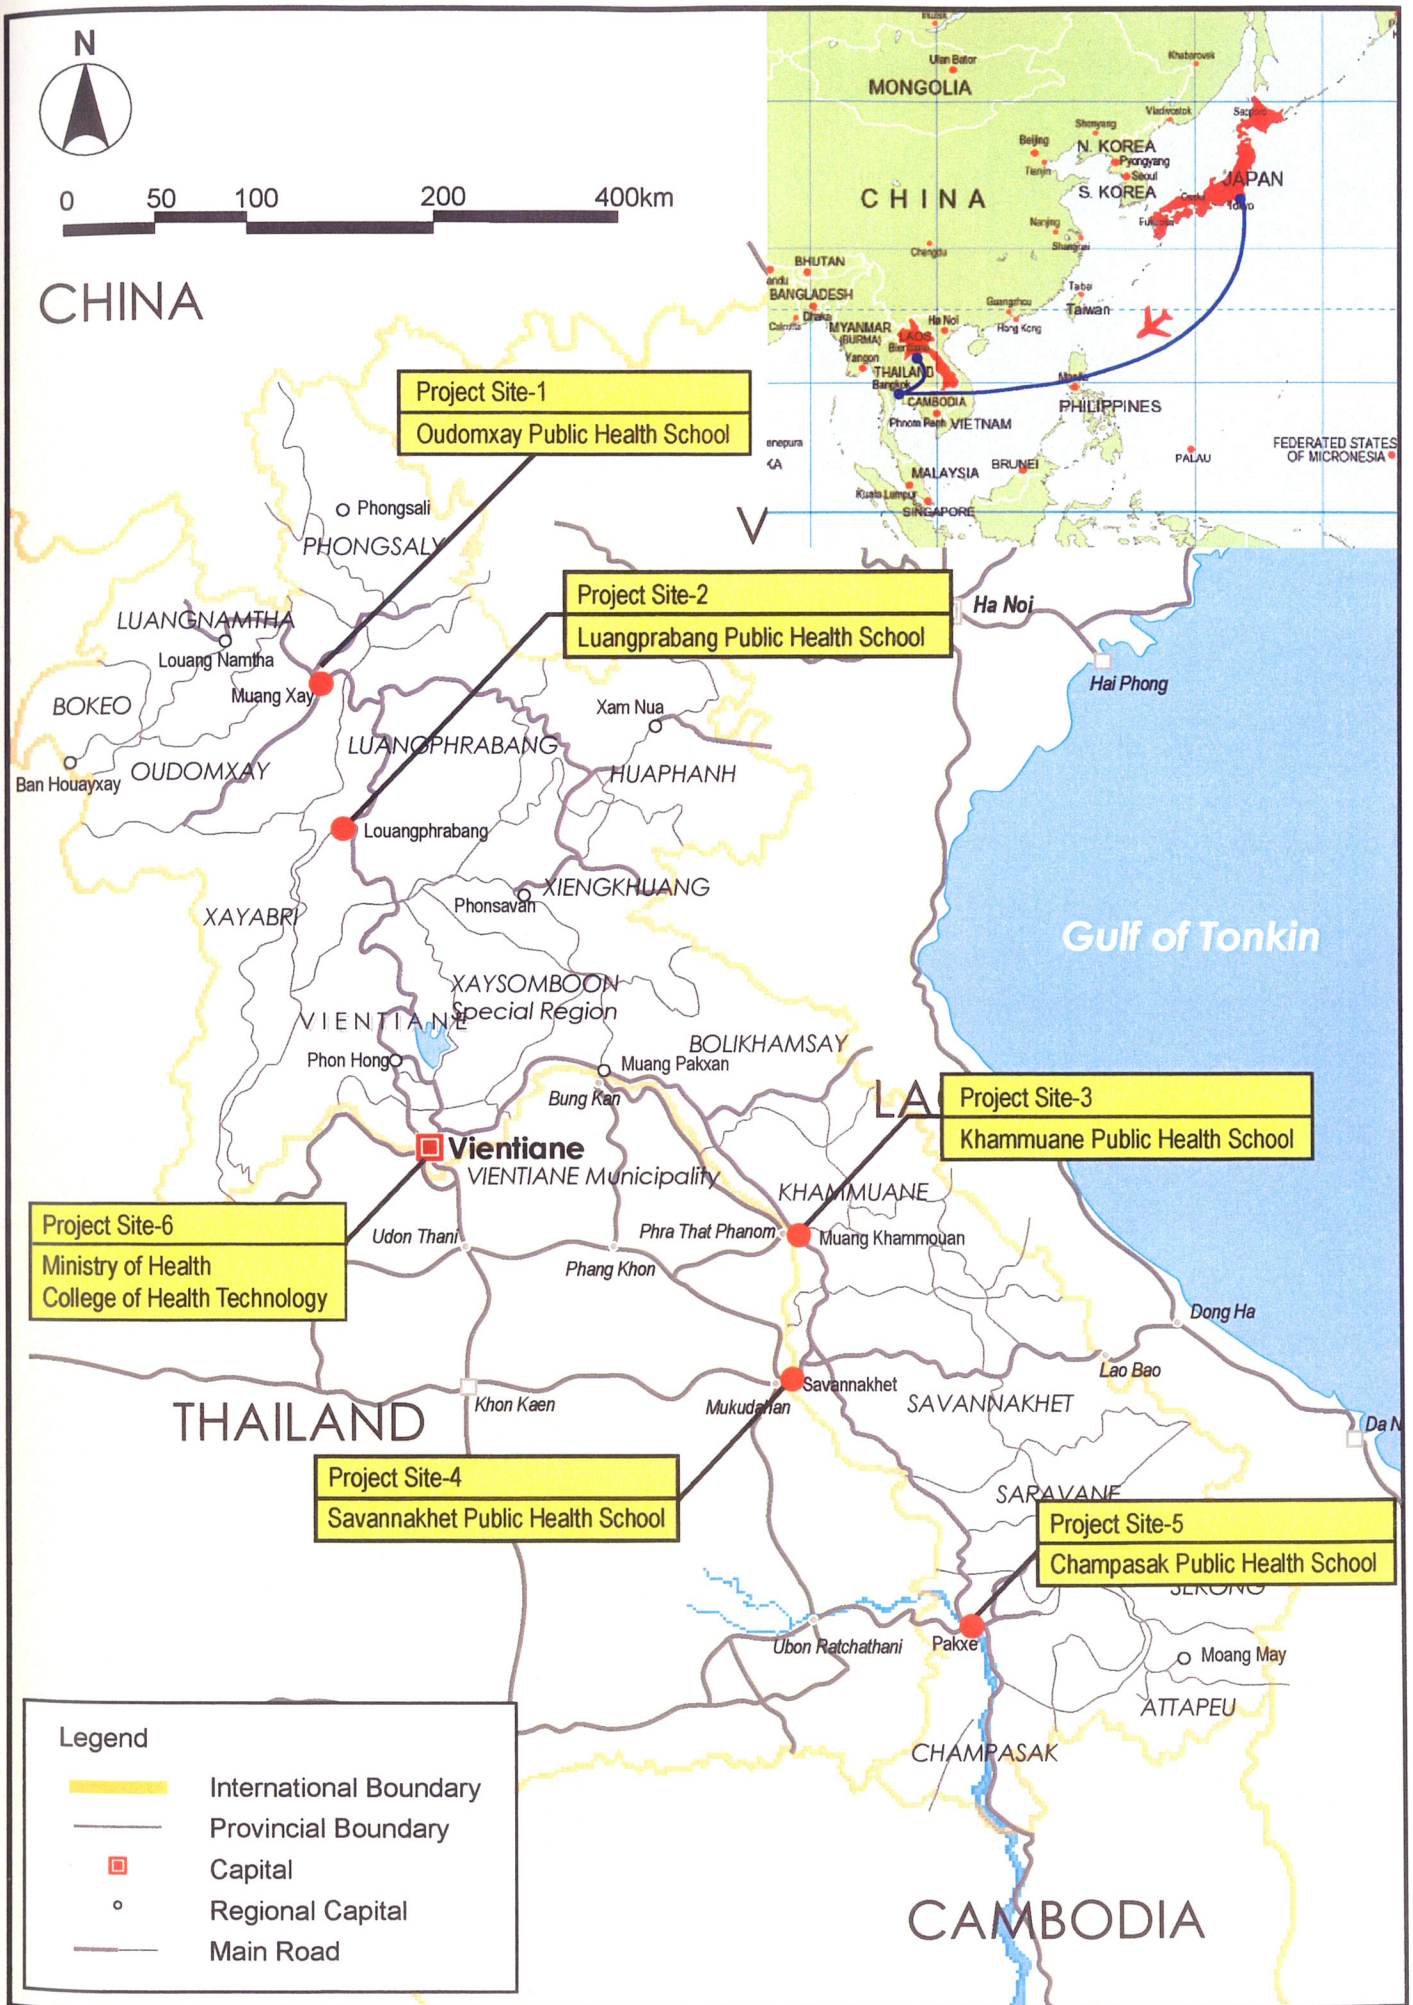 N
0 50 100 200 400km
CHINA
MONGOLIA
Ulan Bator
Khabarovsk
Vladivostok
Sapporo
Shenyang
Beijing
Tianjin
N. KOREA
Pyongyang
Seoul
S. KOREA
JAPAN
Osaka
Tokyo
Fukuoka
CHINA
Nanjing
Shanghai
Chengdu
BHUTAN
andu
BANGLADESH
Dhaka
Calcutta
MYANMAR
(BURMA)
Yangon
Ha Noi
LAOS
Guangzhou
Hong Kong
Taibei
Taiwan
THAILAND
Bangkok
CAMBODIA
Phnom Penh
VIETNAM
Manila
PHILIPPINES
enepura
KA
MALAYSIA
Kuala Lumpur
SINGAPORE
BRUNEI
PALAU
FEDERATED STATES
OF MICRONESIA
Project Site-1
Oudomxay Public Health School
V
Phongsali
PHONGSALY
Project Site-2
Luangprabang Public Health School
Ha Noi
Hai Phong
LUANGNAMTHA
Louang Namtha
Muang Xay
BOKEO
Xam Nua
LUANGPHRABANG
HUAPHANH
OUDOMXAY
Ban Houayxay
Louangphrabang
XIENGKHUANG
Phonsavan
XAYABRI
Gulf of Tonkin
XAYSOMBOON
Special Region
VIENTIANE
BOLIKHAMSAY
Phon Hong
Muang Pakxan
Bung Kan
LA
Project Site-3
Khammuane Public Health School
Vientiane
VIENTIANE Municipality
KHAMMUANE
Project Site-6
Ministry of Health
College of Health Technology
Udon Thani
Phra That Phanom
Muang Khammouan
Phang Khon
Dong Ha
Lao Bao
Savannakhet
Mukudahan
Khon Kaen
SAVANNAKHET
THAILAND
Da N
Project Site-4
Savannakhet Public Health School
SARAVANE
Project Site-5
Champasak Public Health School
SEKONG
Ubon Ratchathani
Pakxe
Moang May
ATTAPEU
CHAMPASAK
Legend
International Boundary
Provincial Boundary
Capital
Regional Capital
Main Road
CAMBODIA